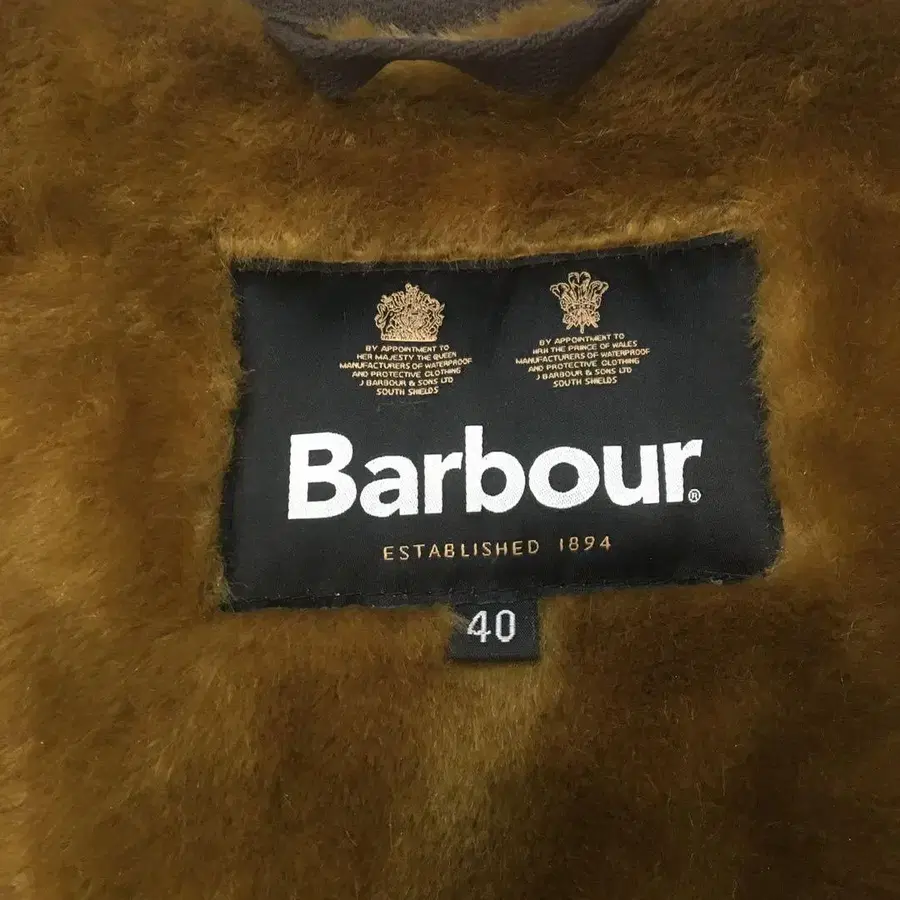 BY APPOINTMENT TO
HER MAJESTY THE QUEEN
MANUFACTURERS OF WATERPROOF
AND PROTECTIVE CLOTHING
J BARBOUR & SONS LTD
SOUTH SHIELDS
BY APPOINTMENT TO
HRH THE PRINCE OF WALES
MANUFACTURERS OF WATERPROOF
AND PROTECTIVE CLOTHING
J BARBOUR & SONS LTD
SOUTH SHIELDS
Barbour®
ESTABLISHED 1894
40